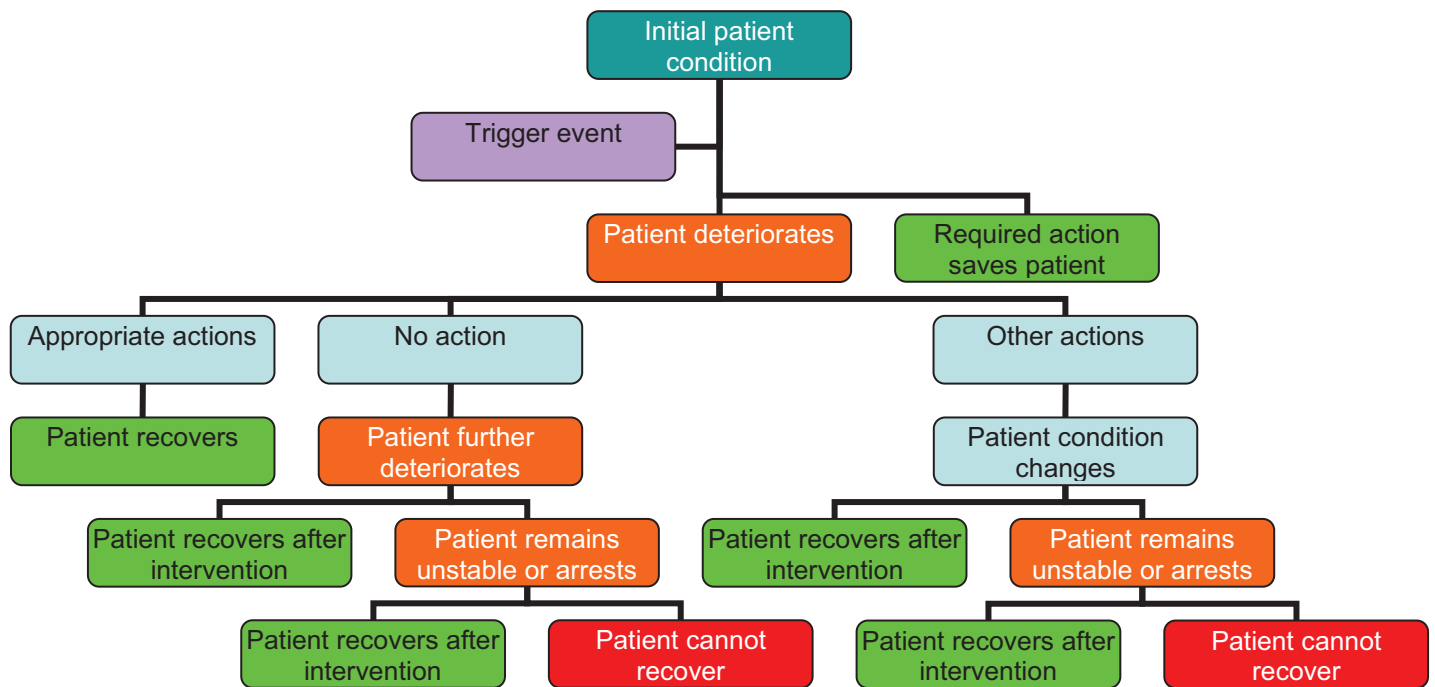 Initial patient
condition
Trigger event
Patient deteriorates
Required action
saves patient
Appropriate actions
No action
Other actions
Patient recovers
Patient further
deteriorates
Patient condition
changes
Patient recovers after
intervention
Patient remains
unstable or arrests
Patient recovers after
intervention
Patient remains
unstable or arrests
Patient recovers after
intervention
Patient cannot
recover
Patient recovers after
intervention
Patient cannot
recover